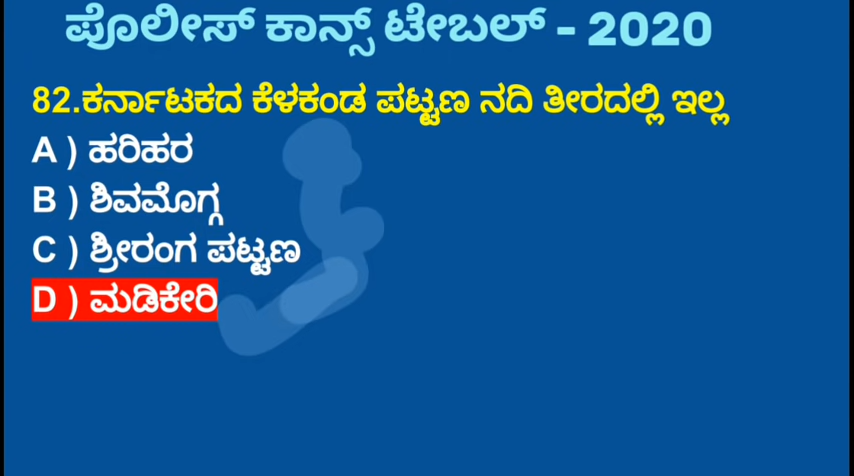 ಪೊಲೀಸ್ ಕಾನ್ಸ್ ಟೇಬಲ್ - 2020
82.ಕರ್ನಾಟಕದ ಕೆಳಕಂಡ ಪಟ್ಟಣ ನದಿ ತೀರದಲ್ಲಿ ಇಲ್ಲ
A ) ಹರಿಹರ
B ) ಶಿವಮೊಗ್ಗ
C ) ಶ್ರೀರಂಗ ಪಟ್ಟಣ
D ) ಮಡಿಕೇರಿ